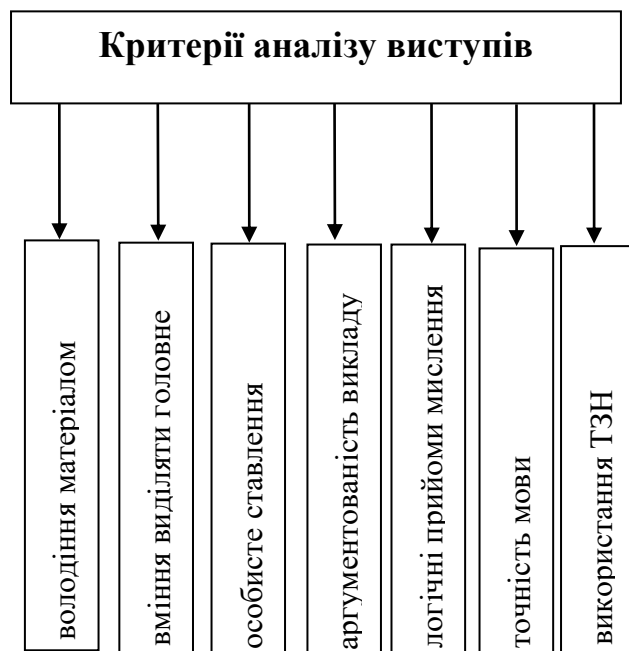 Критерії аналізу виступів
володіння матеріалом
вміння виділяти головне
особисте ставлення
аргументованість викладу
логічні прийоми мислення
точність мови
використання ТЗН